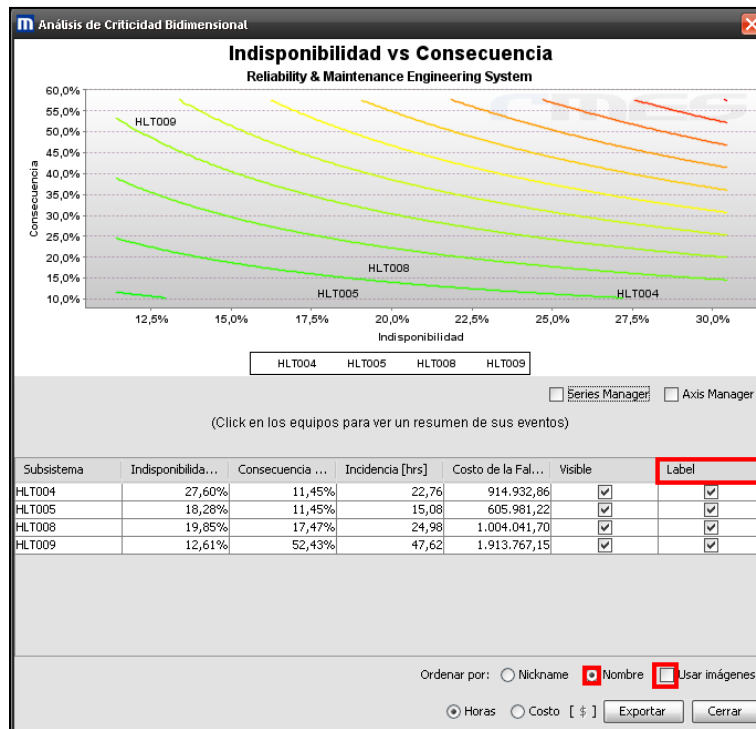 m Análisis de Criticidad Bidimensional
Indisponibilidad vs Consecuencia
Reliability & Maintenance Engineering System
60,0%
55,0%
50,0%
45,0%
40,0%
35,0%
30,0%
25,0%
20,0%
15,0%
10,0%
Consecuencia
HLT009
HLT008
HLT005
HLT004
12,5% 15,0% 17,5% 20,0% 22,5% 25,0% 27,5% 30,0%
Indisponibilidad
HLT004 HLT005 HLT008 HLT009
Series Manager Axis Manager
(Click en los equipos para ver un resumen de sus eventos)
Subsistema Indisponibilida... Consecuencia ... Incidencia [hrs] Costo de la Fal... Visible Label
HLT004 27,60% 11,45% 22,76 914.932,86
HLT005 18,28% 11,45% 15,08 605.981,22
HLT008 19,85% 17,47% 24,98 1.004.041,70
HLT009 12,61% 52,43% 47,62 1.913.767,15
Ordenar por: Nickname Nombre Usar imágenes
Horas Costo [ $ ] Exportar Cerrar